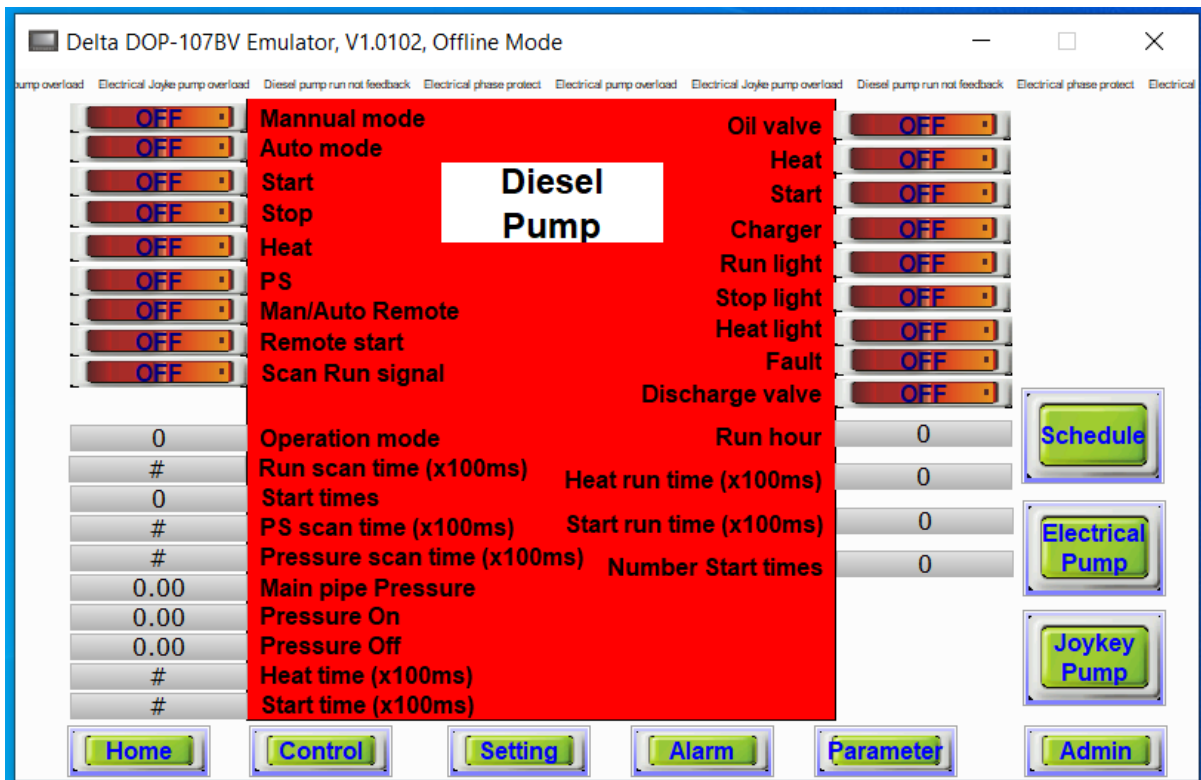 Delta DOP-107BV Emulator, V1.0102, Offline Mode
pump overload Electrical Joyke pump overload Diesel pump run not feedback Electrical phase protect Electrical pump overload Electrical Joyke pump overload Diesel pump run not feedback Electrical phase protect Electrical
OFF Mannual mode
OFF Auto mode
OFF Start
OFF Stop
OFF Heat
OFF PS
OFF Man/Auto Remote
OFF Remote start
OFF Scan Run signal
Diesel
Pump
Oil valve OFF
Heat OFF
Start OFF
Charger OFF
Run light OFF
Stop light OFF
Heat light OFF
Fault OFF
Discharge valve OFF
0 Operation mode
# Run scan time (x100ms)
0 Start times
# PS scan time (x100ms)
# Pressure scan time (x100ms)
0.00 Main pipe Pressure
0.00 Pressure On
0.00 Pressure Off
# Heat time (x100ms)
# Start time (x100ms)
Run hour 0
Heat run time (x100ms) 0
Start run time (x100ms) 0
Number Start times 0
Schedule
Electrical
Pump
Joykey
Pump
Home Control Setting Alarm Parameter Admin